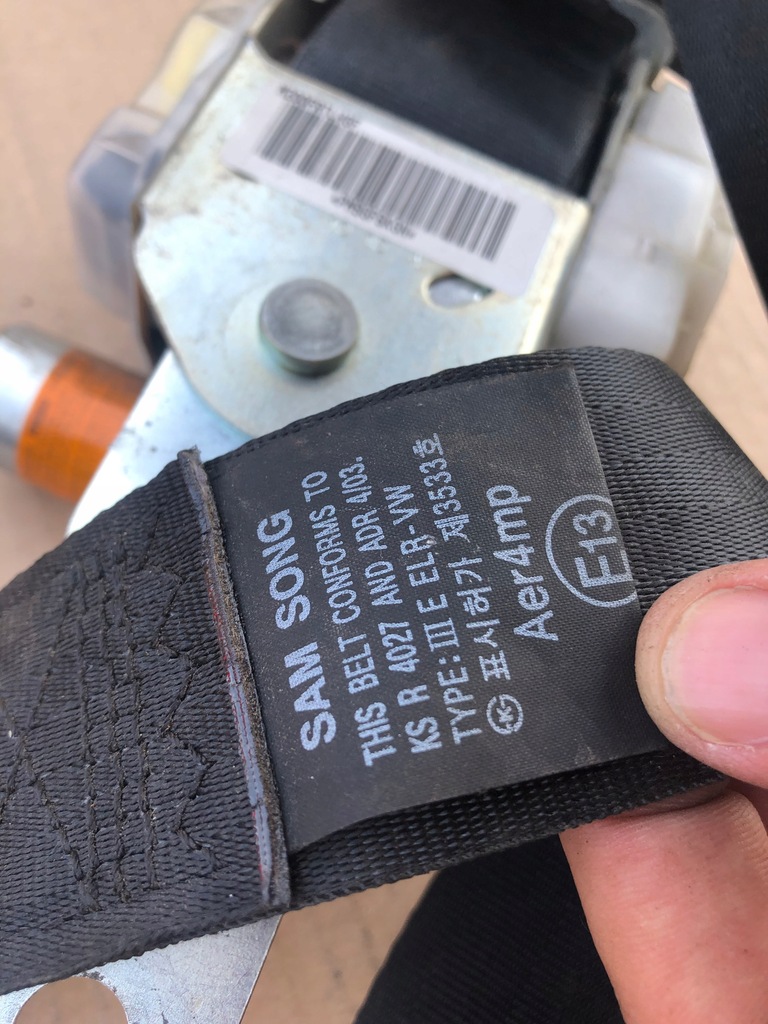 SAM SONG
THIS BELT CONFORMS TO
KS R 4027 AND ADR 4/03.
TYPE: III E ELR-VW
㉿ 표시허가 제3533호
Aer4mp
E13